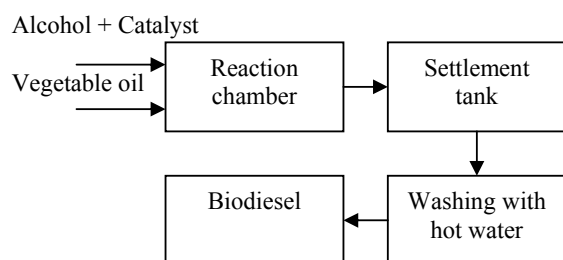 Alcohol + Catalyst
Vegetable oil
Reaction
chamber
Settlement
tank
Biodiesel
Washing with
hot water